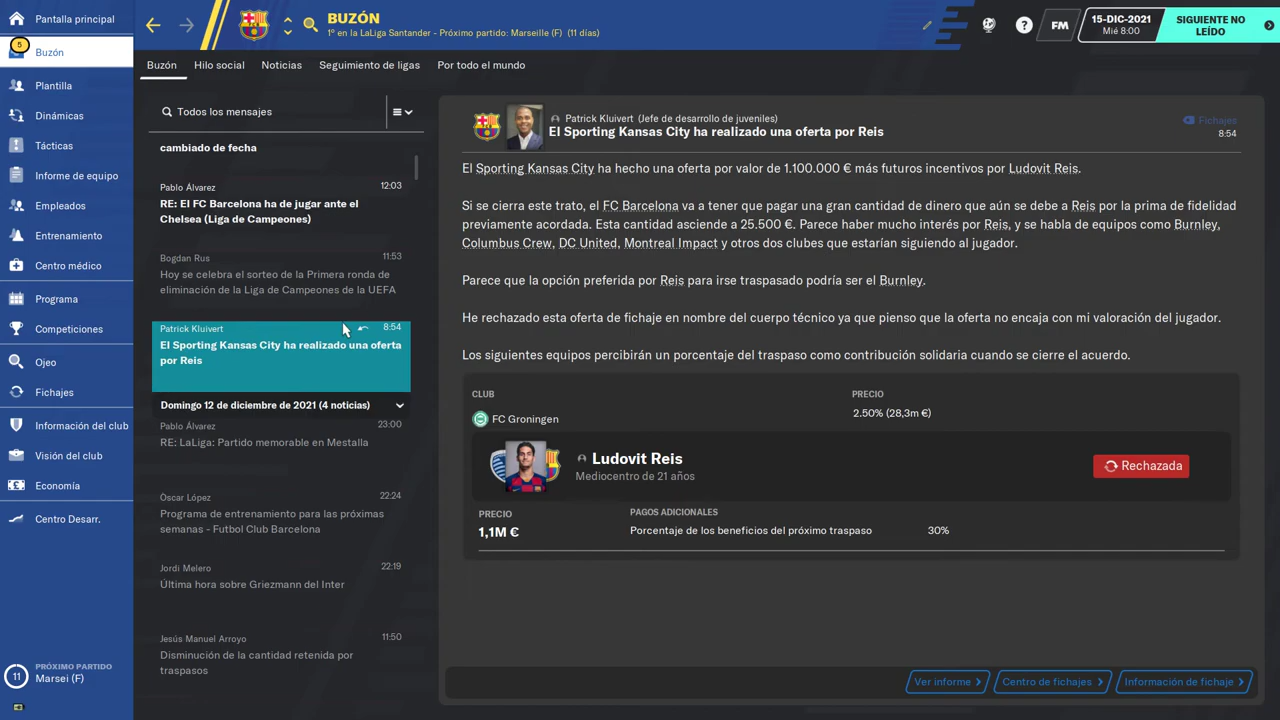 Pantalla principal
5
Buzón
Plantilla
Dinámicas
Tácticas
Informe de equipo
Empleados
Entrenamiento
Centro médico
Programa
Competiciones
Ojeo
Fichajes
Información del club
Visión del club
Economía
Centro Desarr.
11
PRÓXIMO PARTIDO
Marsei (F)
BUZÓN
1º en la LaLiga Santander - Próximo partido: Marseille (F) (11 días)
FM
15-DIC-2021
Mié 8:00
SIGUIENTE NO
LEÍDO
Buzón
Hilo social
Noticias
Seguimiento de ligas
Por todo el mundo
Todos los mensajes
cambiado de fecha
Pablo Álvarez 12:03
RE: El FC Barcelona ha de jugar ante el
Chelsea (Liga de Campeones)
Bogdan Rus 11:53
Hoy se celebra el sorteo de la Primera ronda de
eliminación de la Liga de Campeones de la UEFA
Patrick Kluivert 8:54
El Sporting Kansas City ha realizado una oferta
por Reis
Domingo 12 de diciembre de 2021 (4 noticias)
Pablo Álvarez 23:00
RE: LaLiga: Partido memorable en Mestalla
Òscar López 22:24
Programa de entrenamiento para las próximas
semanas - Futbol Club Barcelona
Jordi Melero 22:19
Última hora sobre Griezmann del Inter
Jesús Manuel Arroyo 11:50
Disminución de la cantidad retenida por
traspasos
Patrick Kluivert (Jefe de desarrollo de juveniles)
El Sporting Kansas City ha realizado una oferta por Reis
Fichajes
8:54
El Sporting Kansas City ha hecho una oferta por valor de 1.100.000 € más futuros incentivos por Ludovit Reis.
Si se cierra este trato, el FC Barcelona va a tener que pagar una gran cantidad de dinero que aún se debe a Reis por la prima de fidelidad
previamente acordada. Esta cantidad asciende a 25.500 €. Parece haber mucho interés por Reis, y se habla de equipos como Burnley,
Columbus Crew, DC United, Montreal Impact y otros dos clubes que estarían siguiendo al jugador.
Parece que la opción preferida por Reis para irse traspasado podría ser el Burnley.
He rechazado esta oferta de fichaje en nombre del cuerpo técnico ya que pienso que la oferta no encaja con mi valoración del jugador.
Los siguientes equipos percibirán un porcentaje del traspaso como contribución solidaria cuando se cierre el acuerdo.
CLUB PRECIO
FC Groningen 2.50% (28,3m €)
Ludovit Reis
Mediocentro de 21 años
Rechazada
PRECIO PAGOS ADICIONALES
1,1M € Porcentaje de los beneficios del próximo traspaso 30%
Ver informe
Centro de fichajes
Información de fichaje